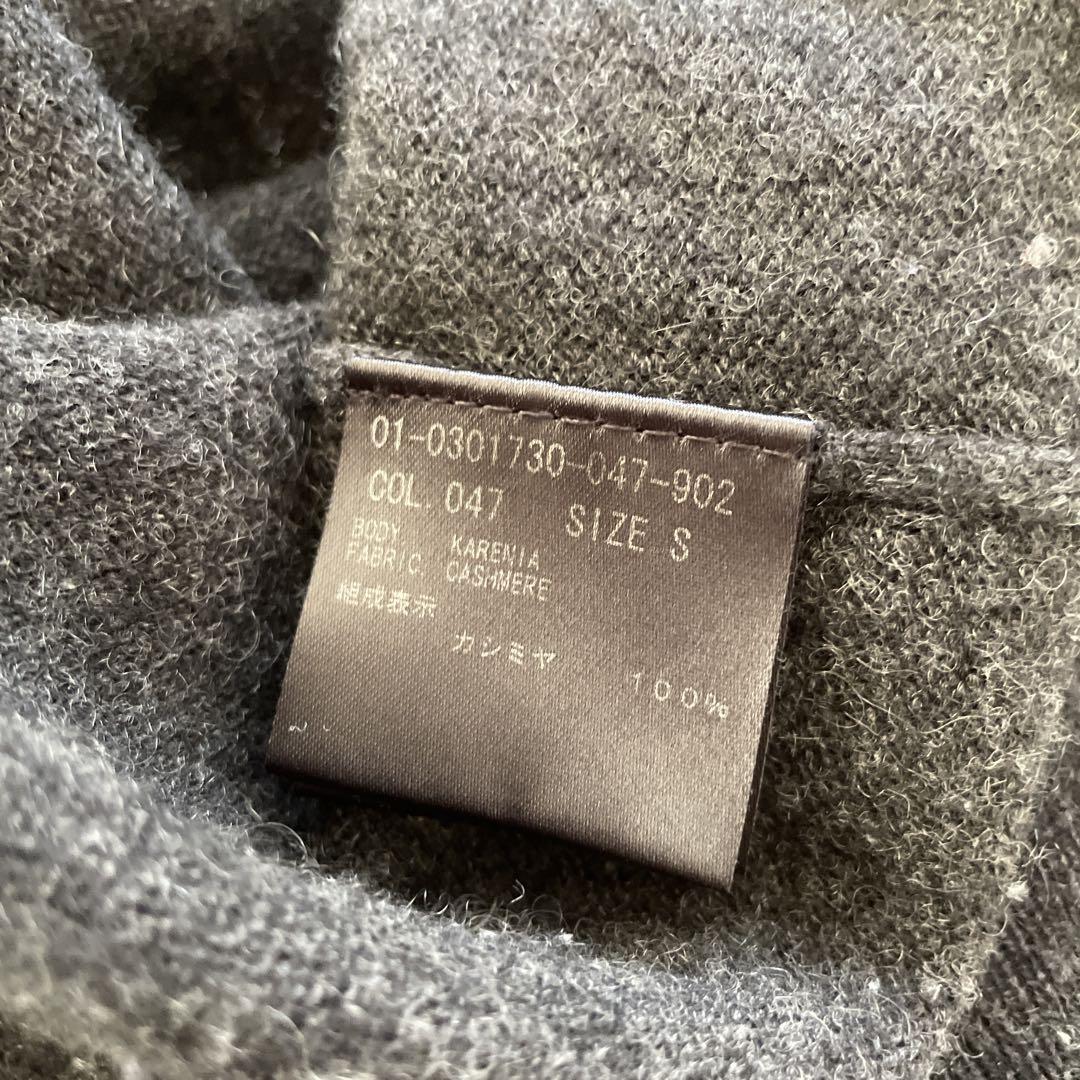 01-0301730-047-902
COL. 047 SIZE S
BODY KARENIA
FABRIC CASHMERE
組成表示
カシミヤ 100%